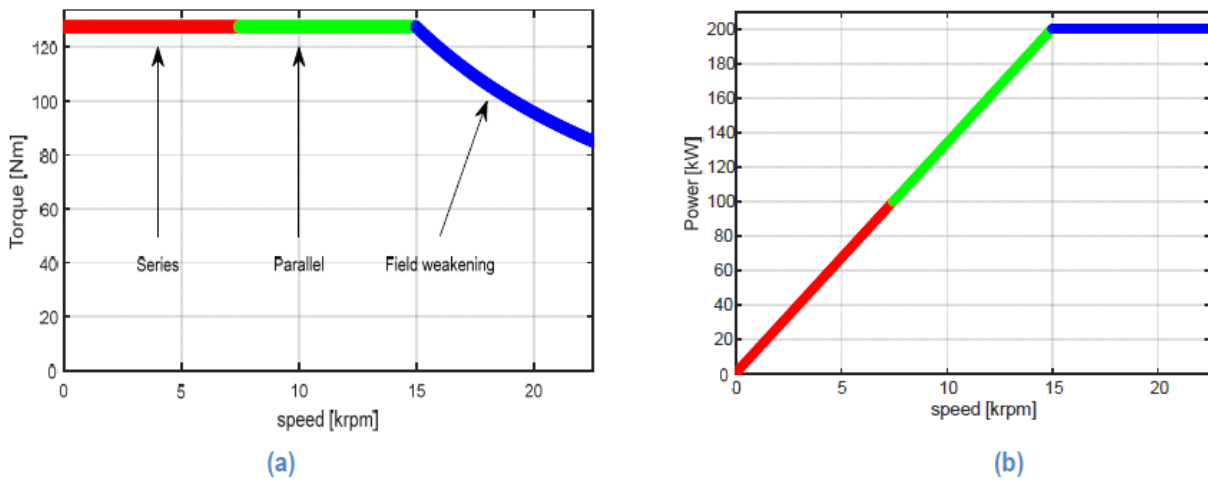 120
100
80
60
40
20
0
Torque [Nm]
Series
Parallel
Field weakening
0 5 10 15 20
speed [krpm]
(a)
200
180
160
140
120
100
80
60
40
20
0
Power [kW]
0 5 10 15 20
speed [krpm]
(b)